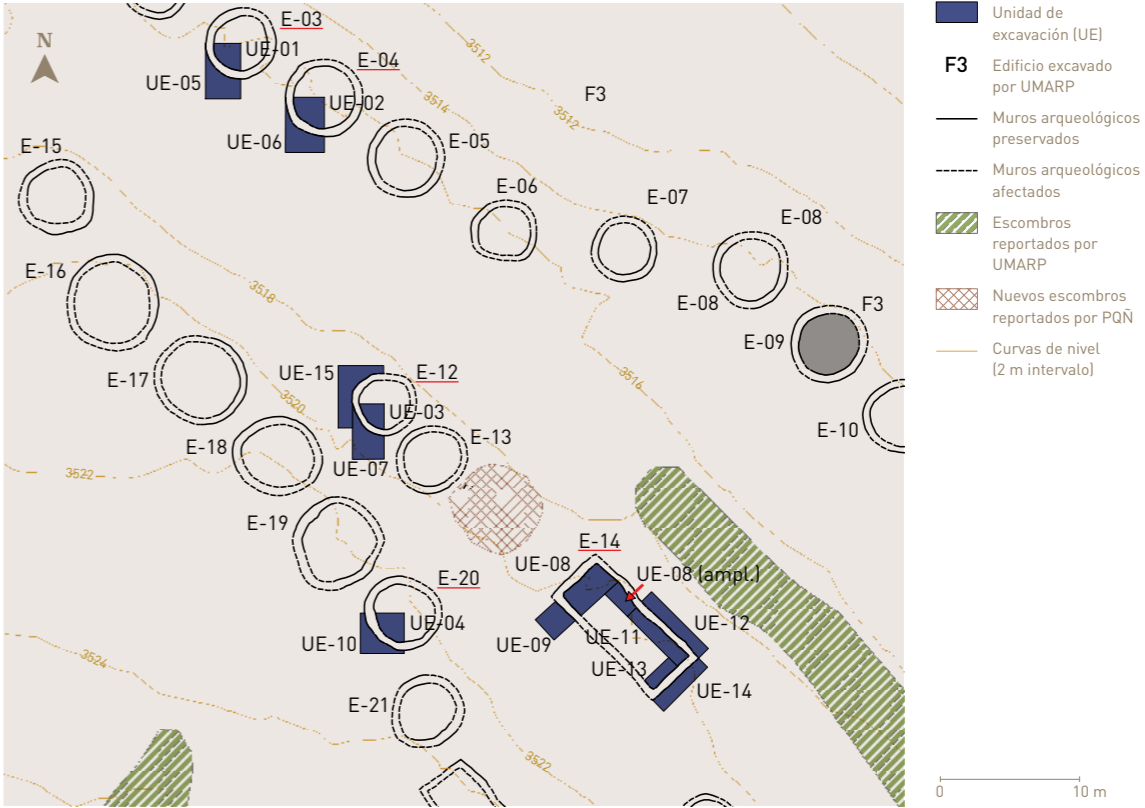 N
E-03
UE-01
UE-05
E-04
UE-02
UE-06
E-05
3512
3514
3512
F3
E-15
E-06
E-07
E-08
E-16
3518
E-08
F3
E-09
UE-15
E-12
3516
E-17
3520
UE-03
E-10
E-18
E-13
UE-07
3522
E-19
E-14
UE-08
UE-08 (ampl.)
E-20
UE-04
UE-10
UE-09
UE-11
UE-12
UE-13
UE-14
3524
E-21
3522
Unidad de
excavación (UE)
F3
Edificio excavado
por UMARP
Muros arqueológicos
preservados
Muros arqueológicos
afectados
Escombros
reportados por
UMARP
Nuevos escombros
reportados por PQÑ
Curvas de nivel
(2 m intervalo)
0
10 m